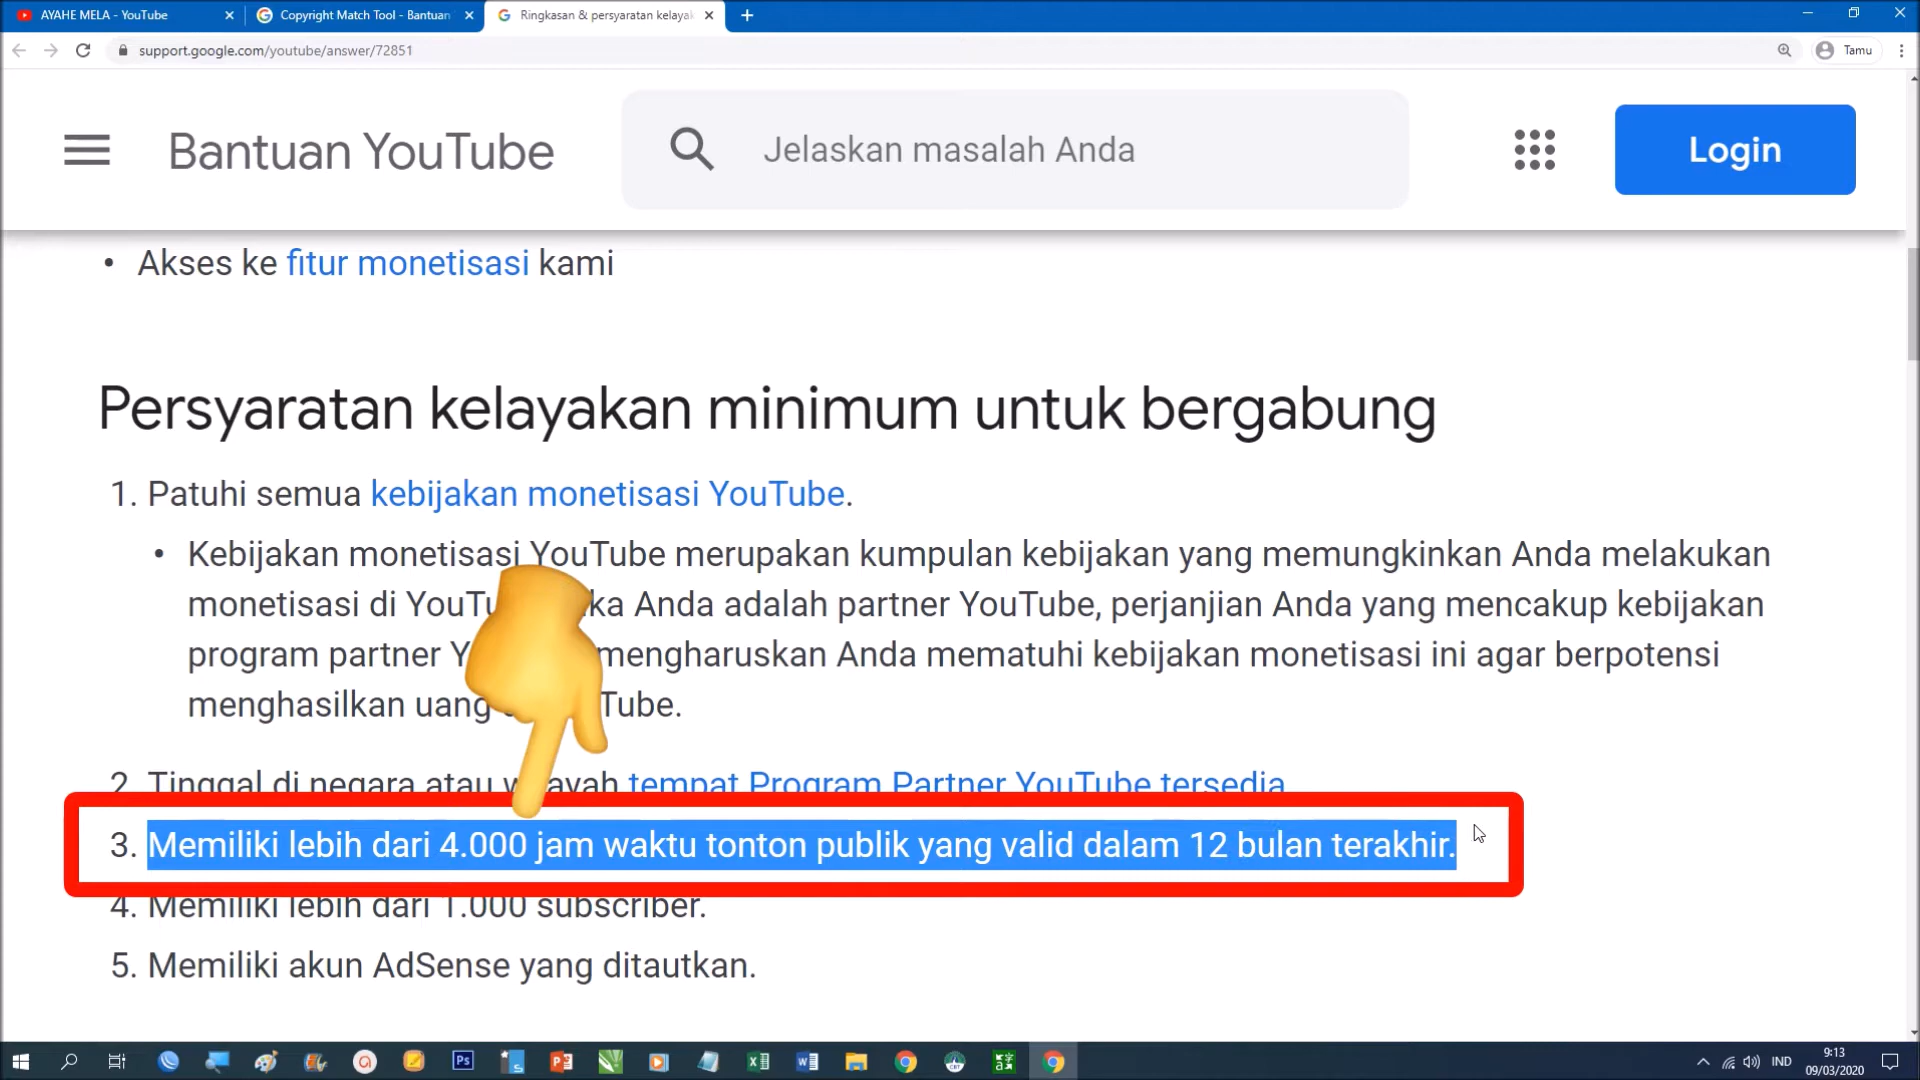 AYAHE MELA - YouTube
Copyright Match Tool - Bantuan
Ringkasan & persyaratan kelaya
support.google.com/youtube/answer/72851
Tamu
Bantuan YouTube
Jelaskan masalah Anda
Login
• Akses ke fitur monetisasi kami
Persyaratan kelayakan minimum untuk bergabung
1. Patuhi semua kebijakan monetisasi YouTube.
• Kebijakan monetisasi YouTube merupakan kumpulan kebijakan yang memungkinkan Anda melakukan
monetisasi di YouTu ka Anda adalah partner YouTube, perjanjian Anda yang mencakup kebijakan
program partner Y mengharuskan Anda mematuhi kebijakan monetisasi ini agar berpotensi
menghasilkan uang Tube.
2. Tinggal di negara atau wilayah tempat Program Partner YouTube tersedia
3. Memiliki lebih dari 4.000 jam waktu tonton publik yang valid dalam 12 bulan terakhir.
4. Memiliki lebih dari 1.000 subscriber.
5. Memiliki akun AdSense yang ditautkan.
IND
9:13
09/03/2020